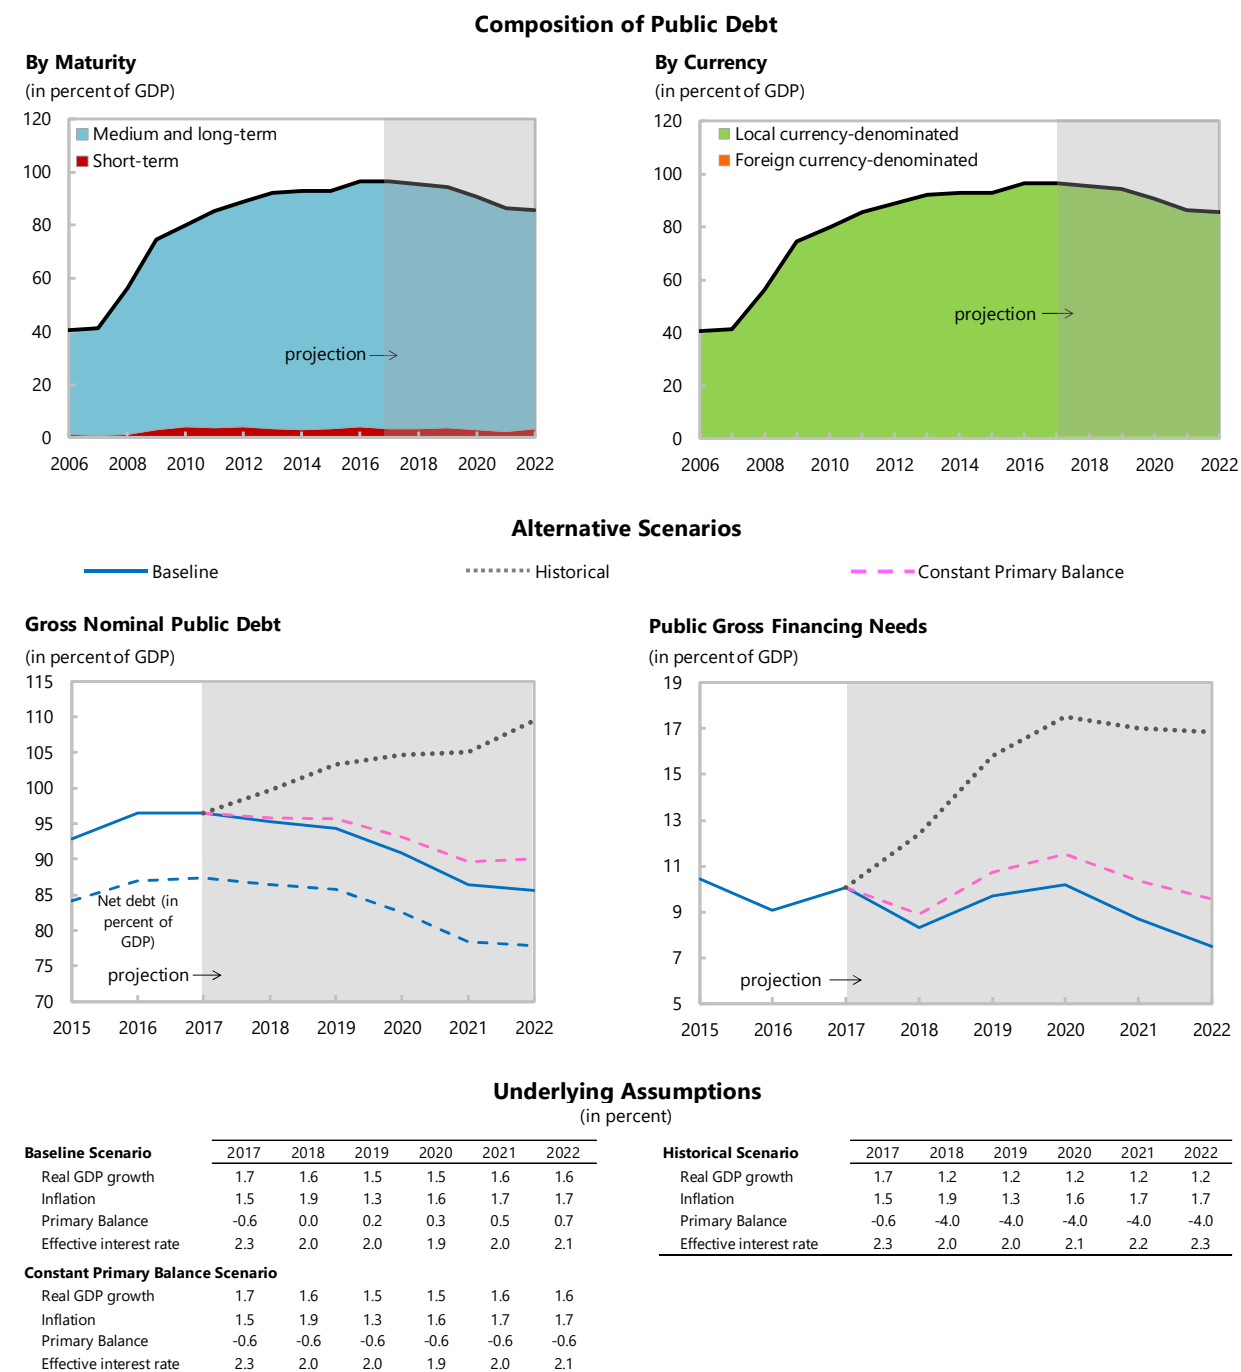 Composition of Public Debt
By Maturity
(in percent of GDP)
120
100
80
60
40
20
0
Medium and long-term
Short-term
projection
2006 2008 2010 2012 2014 2016 2018 2020 2022
By Currency
(in percent of GDP)
120
100
80
60
40
20
0
Local currency-denominated
Foreign currency-denominated
projection
2006 2008 2010 2012 2014 2016 2018 2020 2022
Alternative Scenarios
Baseline Historical Constant Primary Balance
Gross Nominal Public Debt
(in percent of GDP)
115
110
105
100
95
90
85
80
75
70
Net debt (in
percent of
GDP)
projection
2015 2016 2017 2018 2019 2020 2021 2022
Public Gross Financing Needs
(in percent of GDP)
19
17
15
13
11
9
7
5
projection
2015 2016 2017 2018 2019 2020 2021 2022
Underlying Assumptions
(in percent)
Baseline Scenario 2017 2018 2019 2020 2021 2022
Real GDP growth 1.7 1.6 1.5 1.5 1.6 1.6
Inflation 1.5 1.9 1.3 1.6 1.7 1.7
Primary Balance -0.6 0.0 0.2 0.3 0.5 0.7
Effective interest rate 2.3 2.0 2.0 1.9 2.0 2.1
Constant Primary Balance Scenario
Real GDP growth 1.7 1.6 1.5 1.5 1.6 1.6
Inflation 1.5 1.9 1.3 1.6 1.7 1.7
Primary Balance -0.6 -0.6 -0.6 -0.6 -0.6 -0.6
Effective interest rate 2.3 2.0 2.0 1.9 2.0 2.1
Historical Scenario 2017 2018 2019 2020 2021 2022
Real GDP growth 1.7 1.2 1.2 1.2 1.2 1.2
Inflation 1.5 1.9 1.3 1.6 1.7 1.7
Primary Balance -0.6 -4.0 -4.0 -4.0 -4.0 -4.0
Effective interest rate 2.3 2.0 2.0 2.1 2.2 2.3